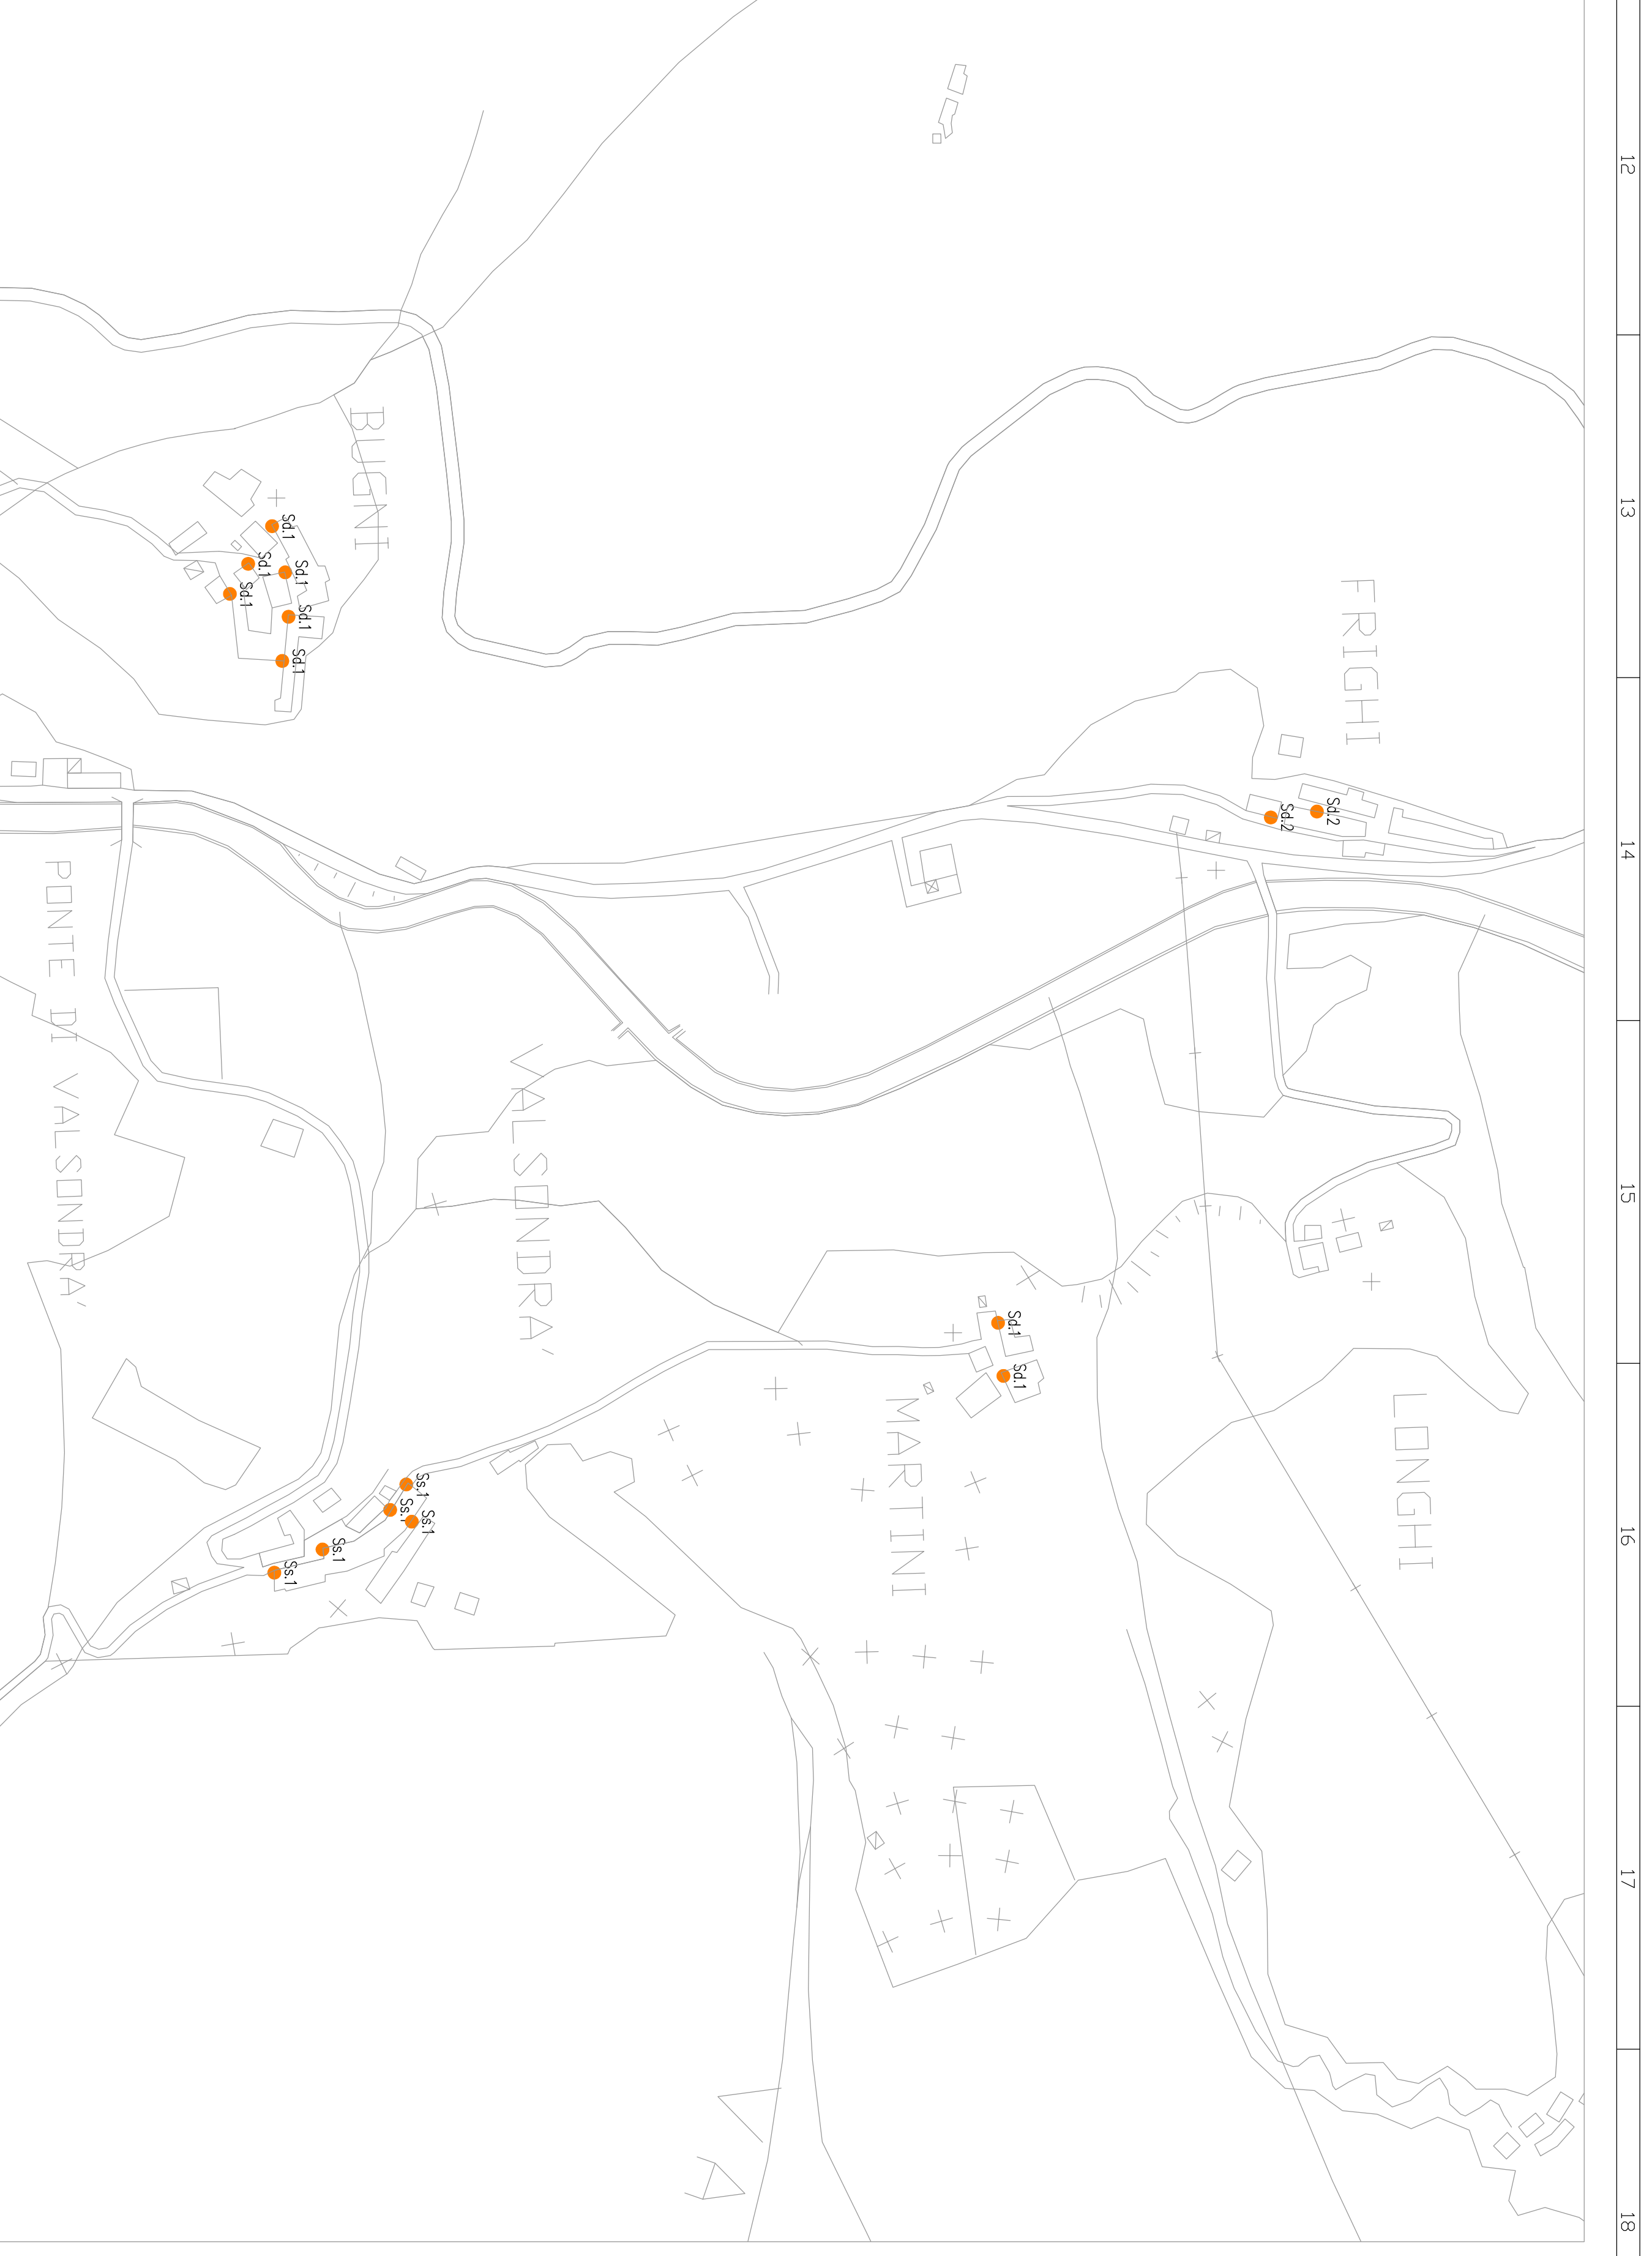 12
13
14
15
16
17
18
BUGNI
Sd.1
Sd.1
Sd.1
Sd.1
Sd.1
Sd.1
FRIGHI
Sd.2
Sd.2
PONTE DI VALSONDRA'
VALSONDRA'
Sd.1
Sd.1
MARTINI
LONGHI
Ss.1
Ss.1
Ss.1
Ss.1
Ss.1
V
A